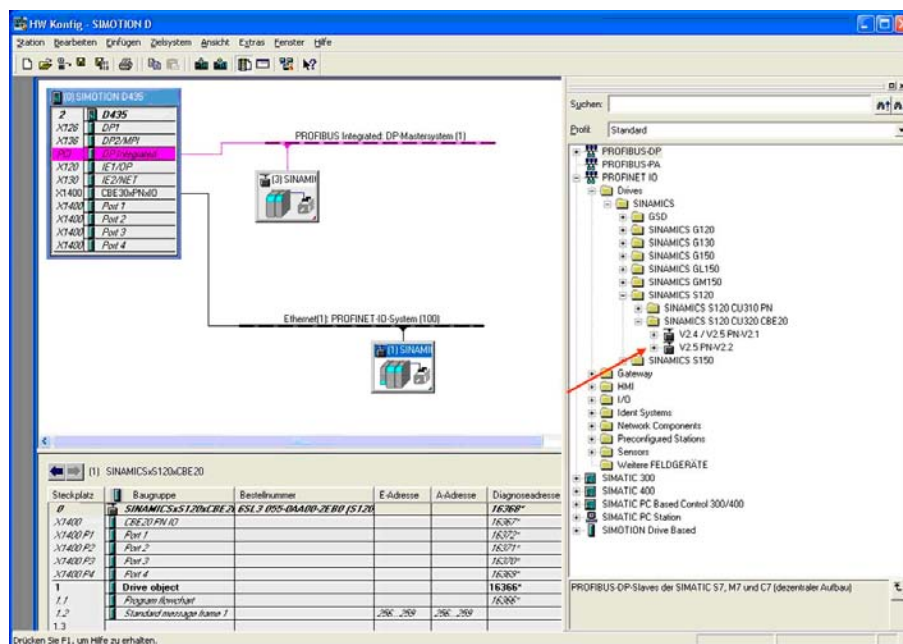 HW Konfig - SIMOTION D
Station Bearbeiten Einfügen Zielsystem Ansicht Extras Fenster Hilfe
(0) SIMOTION D435
2 D435
X126 DP1
X136 DP2/MPI
DP Integrated
X120 IE1/OP
X130 IE2/NET
X1400 CBE30xPNxIO
X1400 Port 1
X1400 Port 2
X1400 Port 3
X1400 Port 4
PROFIBUS Integrated: DP-Mastersystem (1)
(3) SINAMI
Ethernet(1): PROFINET-IO-System (100)
(1) SINAMI
Suchen:
Profil: Standard
PROFIBUS-DP
PROFIBUS-PA
PROFINET IO
Drives
SINAMICS
GSD
SINAMICS G120
SINAMICS G130
SINAMICS G150
SINAMICS GL150
SINAMICS GM150
SINAMICS S120
SINAMICS S120 CU310 PN
SINAMICS S120 CU320 CBE20
V2.4 / V2.5 PN-V2.1
V2.5 PN-V2.2
SINAMICS S150
Gateway
HMI
I/O
Ident Systems
Network Components
Preconfigured Stations
Sensors
Weitere FELDGERÄTE
SIMATIC 300
SIMATIC 400
SIMATIC PC Based Control 300/400
SIMATIC PC Station
SIMOTION Drive Based
PROFIBUS-DP-Slaves der SIMATIC S7, M7 und C7 (dezentraler Aufbau)
(1) SINAMICSxS120xCBE20
Steckplatz Baugruppe Bestellnummer E-Adresse A-Adresse Diagnoseadresse
0 SINAMICSxS120xCBE2 6SL3 055-0AA00-2EB0 (S120 16368*
X1400 CBE20 PN IO 16367*
X1400 P1 Port 1 16372*
X1400 P2 Port 2 16371*
X1400 P3 Port 3 16370*
X1400 P4 Port 4 16369*
1 Drive object 16366*
1.1 Program flowchart 16366*
1.2 Standard message frame 1 256...259 256...259
1.3
Drücken Sie F1, um Hilfe zu erhalten.